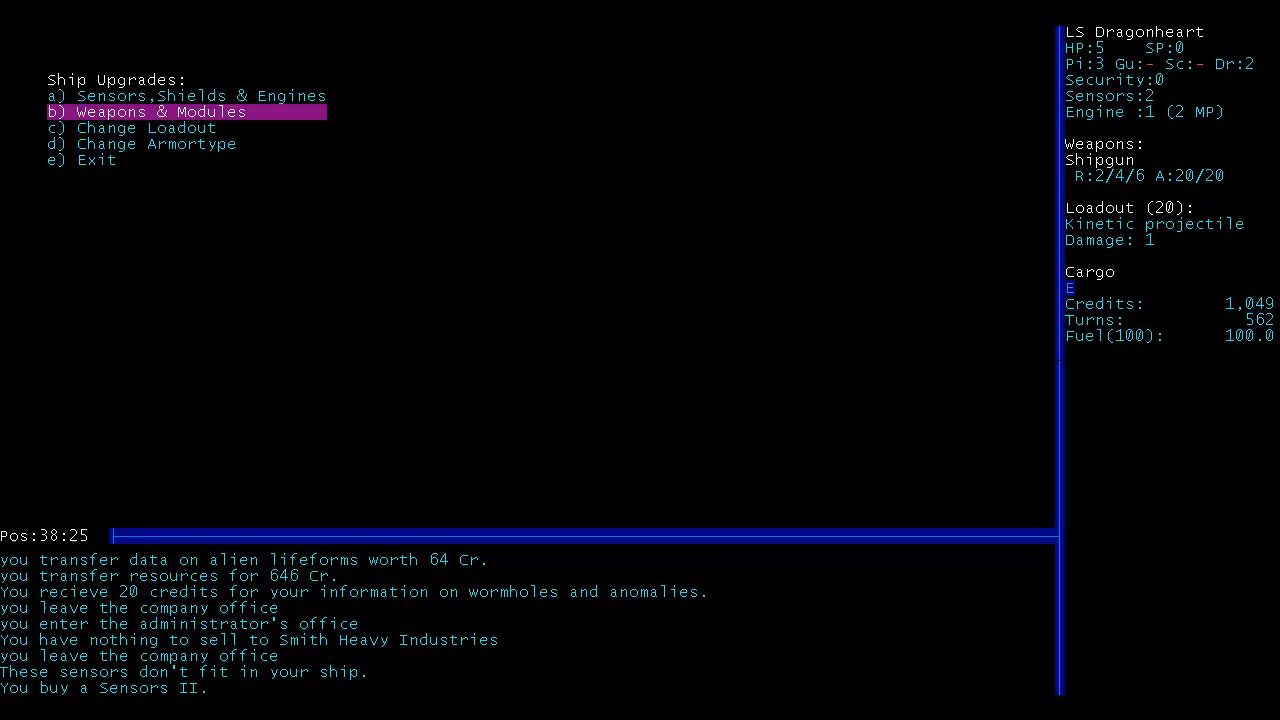 Ship Upgrades:
a) Sensors,Shields & Engines
b) Weapons & Modules
c) Change Loadout
d) Change Armortype
e) Exit
LS Dragonheart
HP:5 SP:0
Pi:3 Gu:- Sc:- Dr:2
Security:0
Sensors:2
Engine :1 (2 MP)
Weapons:
Shipgun
R:2/4/6 A:20/20
Loadout (20):
Kinetic projectile
Damage: 1
Cargo
E
Credits: 1,049
Turns: 562
Fuel(100): 100.0
Pos:38:25
you transfer data on alien lifeforms worth 64 Cr.
you transfer resources for 646 Cr.
You recieve 20 credits for your information on wormholes and anomalies.
you leave the company office
you enter the administrator's office
You have nothing to sell to Smith Heavy Industries
you leave the company office
These sensors don't fit in your ship.
You buy a Sensors II.